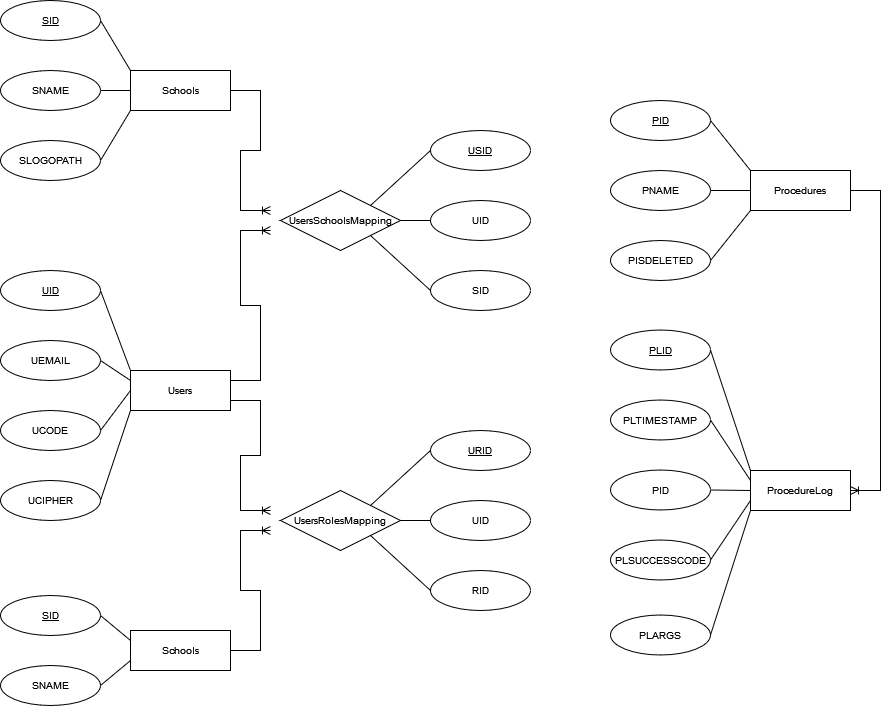 SID
SNAME
SLOGOPATH
Schools
UsersSchoolsMapping
USID
UID
SID
UID
UEMAIL
UCODE
UCIPHER
Users
UsersRolesMapping
URID
UID
RID
SID
SNAME
Schools
PID
PNAME
PISDELETED
Procedures
PLID
PLTIMESTAMP
PID
PLSUCCESSCODE
PLARGS
ProcedureLog